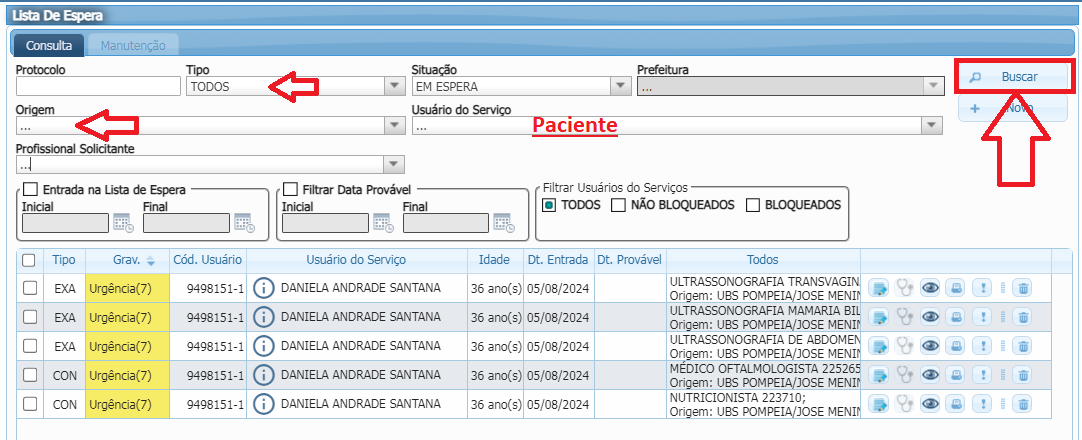 Lista De Espera
Consulta Manutenção
Protocolo Tipo Situação Prefeitura
TODOS EM ESPERA ... Buscar
Origem Usuário do Serviço
... ... Paciente Novo
Profissional Solicitante
...
Entrada na Lista de Espera Filtrar Data Provável Filtrar Usuários do Serviços
Inicial Final Inicial Final TODOS NÃO BLOQUEADOS BLOQUEADOS
Tipo Grav. Cód. Usuário Usuário do Serviço Idade Dt. Entrada Dt. Provável Todos
EXA Urgência(7) 9498151-1 DANIELA ANDRADE SANTANA 36 ano(s) 05/08/2024 ULTRASSONOGRAFIA TRANSVAGINA
Origem: UBS POMPEIA/JOSE MENIN
EXA Urgência(7) 9498151-1 DANIELA ANDRADE SANTANA 36 ano(s) 05/08/2024 ULTRASSONOGRAFIA MAMARIA BIL
Origem: UBS POMPEIA/JOSE MENIN
EXA Urgência(7) 9498151-1 DANIELA ANDRADE SANTANA 36 ano(s) 05/08/2024 ULTRASSONOGRAFIA DE ABDOMEN
Origem: UBS POMPEIA/JOSE MENIN
CON Urgência(7) 9498151-1 DANIELA ANDRADE SANTANA 36 ano(s) 05/08/2024 MÉDICO OFTALMOLOGISTA 225265
Origem: UBS POMPEIA/JOSE MENIN
CON Urgência(7) 9498151-1 DANIELA ANDRADE SANTANA 36 ano(s) 05/08/2024 NUTRICIONISTA 223710;
Origem: UBS POMPEIA/JOSE MENIN